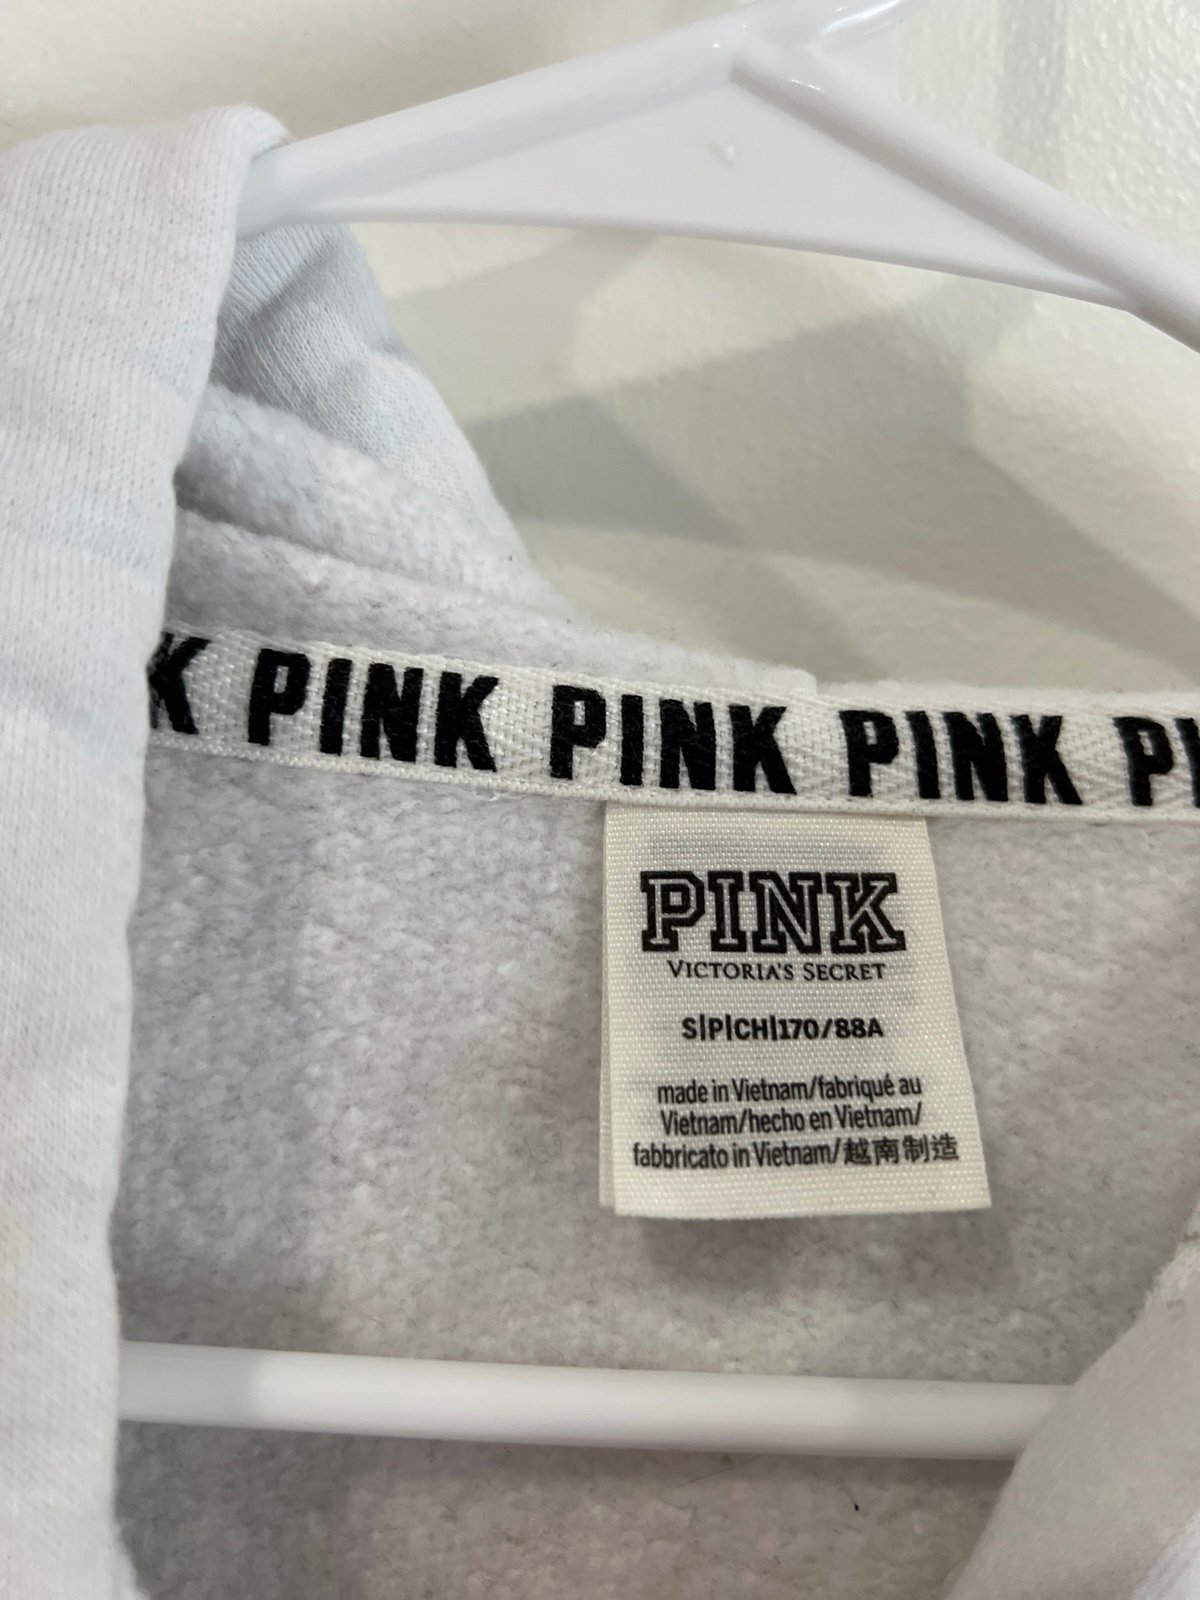 K PINK PINK PINK PI
PINK
VICTORIA'S SECRET
S|P|CH|170/88A
made in Vietnam/fabriqué au
Vietnam/hecho en Vietnam/
fabbricato in Vietnam/越南制造